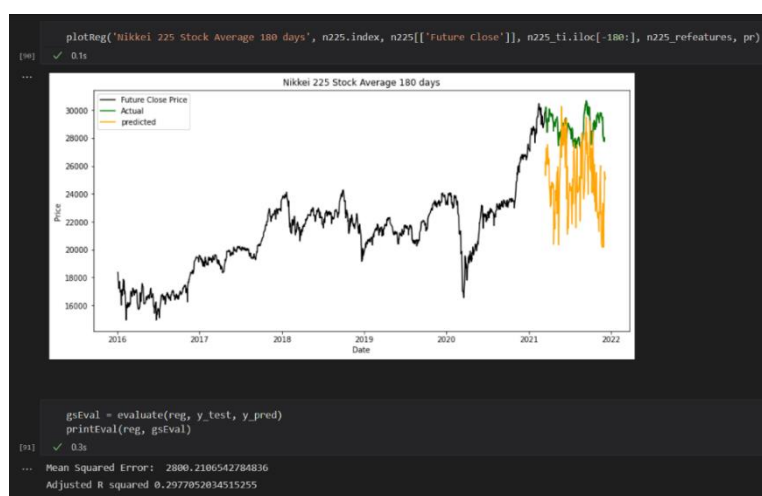 plotReg('Nikkei 225 Stock Average 180 days', n225.index, n225[['Future Close']], n225_ti.iloc[-180:], n225_refeatures, pr)
[90] ✓ 0.1s
...
Nikkei 225 Stock Average 180 days
Future Close Price
Actual
predicted
30000
28000
26000
24000
22000
20000
18000
16000
Price
2016 2017 2018 2019 2020 2021 2022
Date
gsEval = evaluate(reg, y_test, y_pred)
printEval(reg, gsEval)
[91] ✓ 0.3s
... Mean Squared Error: 2800.2106542784836
Adjusted R squared 0.2977052034515255